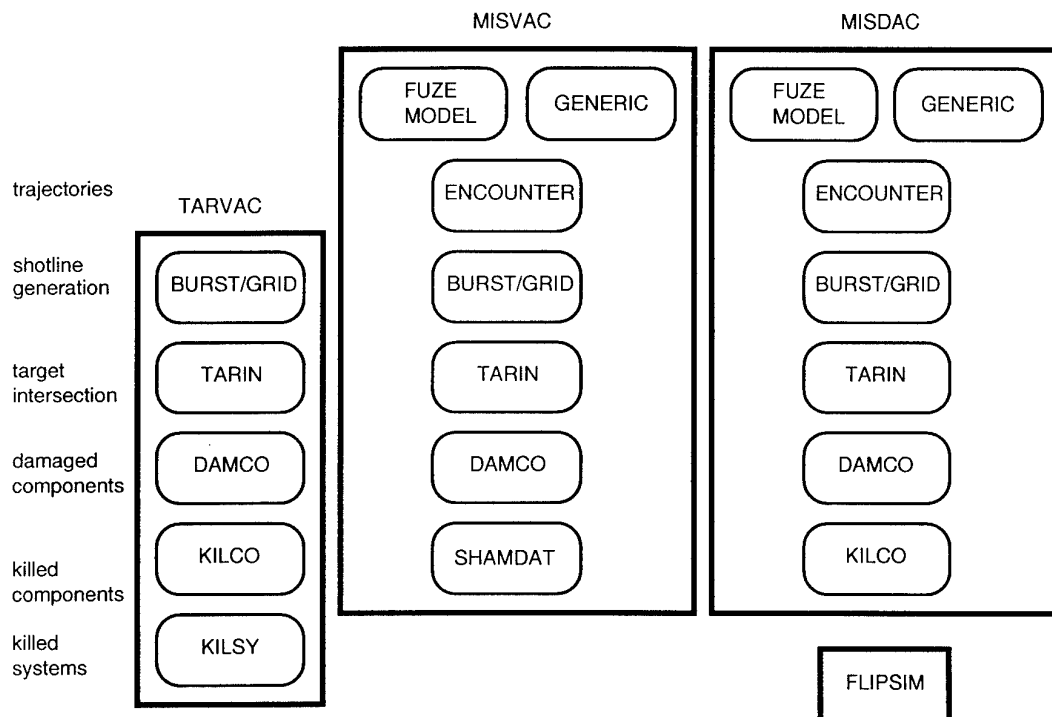 MISVAC
MISDAC
FUZE
MODEL
GENERIC
FUZE
MODEL
GENERIC
trajectories
TARVAC
ENCOUNTER
ENCOUNTER
shotline
generation
BURST/GRID
BURST/GRID
BURST/GRID
target
intersection
TARIN
TARIN
TARIN
damaged
components
DAMCO
DAMCO
DAMCO
killed
components
KILCO
SHAMDAT
KILCO
killed
systems
KILSY
FLIPSIM